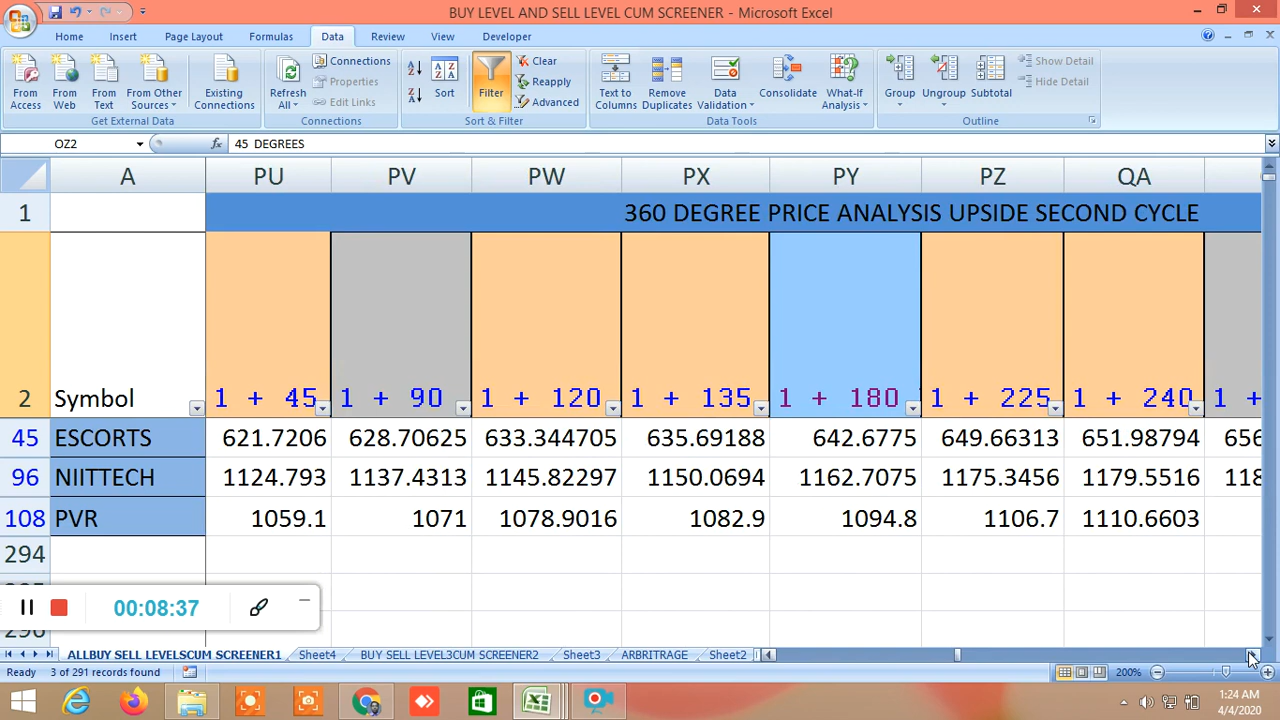 BUY LEVEL AND SELL LEVEL CUM SCREENER - Microsoft Excel
Home Insert Page Layout Formulas Data Review View Developer
From Access
From Web
From Text
From Other Sources
Existing Connections
Get External Data
Refresh All
Connections
Properties
Edit Links
Connections
Sort
Filter
Clear
Reapply
Advanced
Sort & Filter
Text to Columns
Remove Duplicates
Data Validation
Consolidate
What-If Analysis
Data Tools
Group
Ungroup
Subtotal
Show Detail
Hide Detail
Outline
OZ2 fx 45 DEGREES
A PU PV PW PX PY PZ QA
1 360 DEGREE PRICE ANALYSIS UPSIDE SECOND CYCLE
2 Symbol 1 + 45 1 + 90 1 + 120 1 + 135 1 + 180 1 + 225 1 + 240 1 +
45 ESCORTS 621.7206 628.70625 633.344705 635.69188 642.6775 649.66313 651.98794 656
96 NIITTECH 1124.793 1137.4313 1145.82297 1150.0694 1162.7075 1175.3456 1179.5516 118
108 PVR 1059.1 1071 1078.9016 1082.9 1094.8 1106.7 1110.6603
294
296
00:08:37
ALLBUY SELL LEVELSCUM SCREENER1 Sheet4 BUY SELL LEVEL3CUM SCREENER2 Sheet3 ARBITRAGE Sheet2
Ready 3 of 291 records found 200%
1:24 AM
4/4/2020